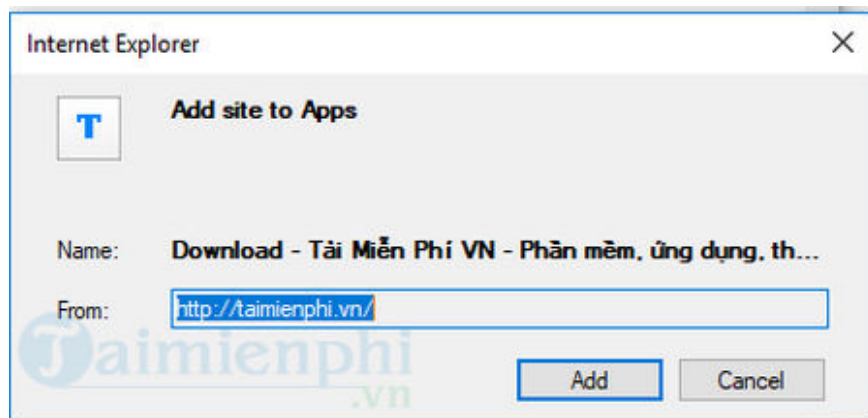 Internet Explorer
T
Add site to Apps
Name: Download - Tải Miễn Phí VN - Phần mềm, ứng dụng, th...
From: http://taimienphi.vn/
Taimienphi
.vn
Add Cancel